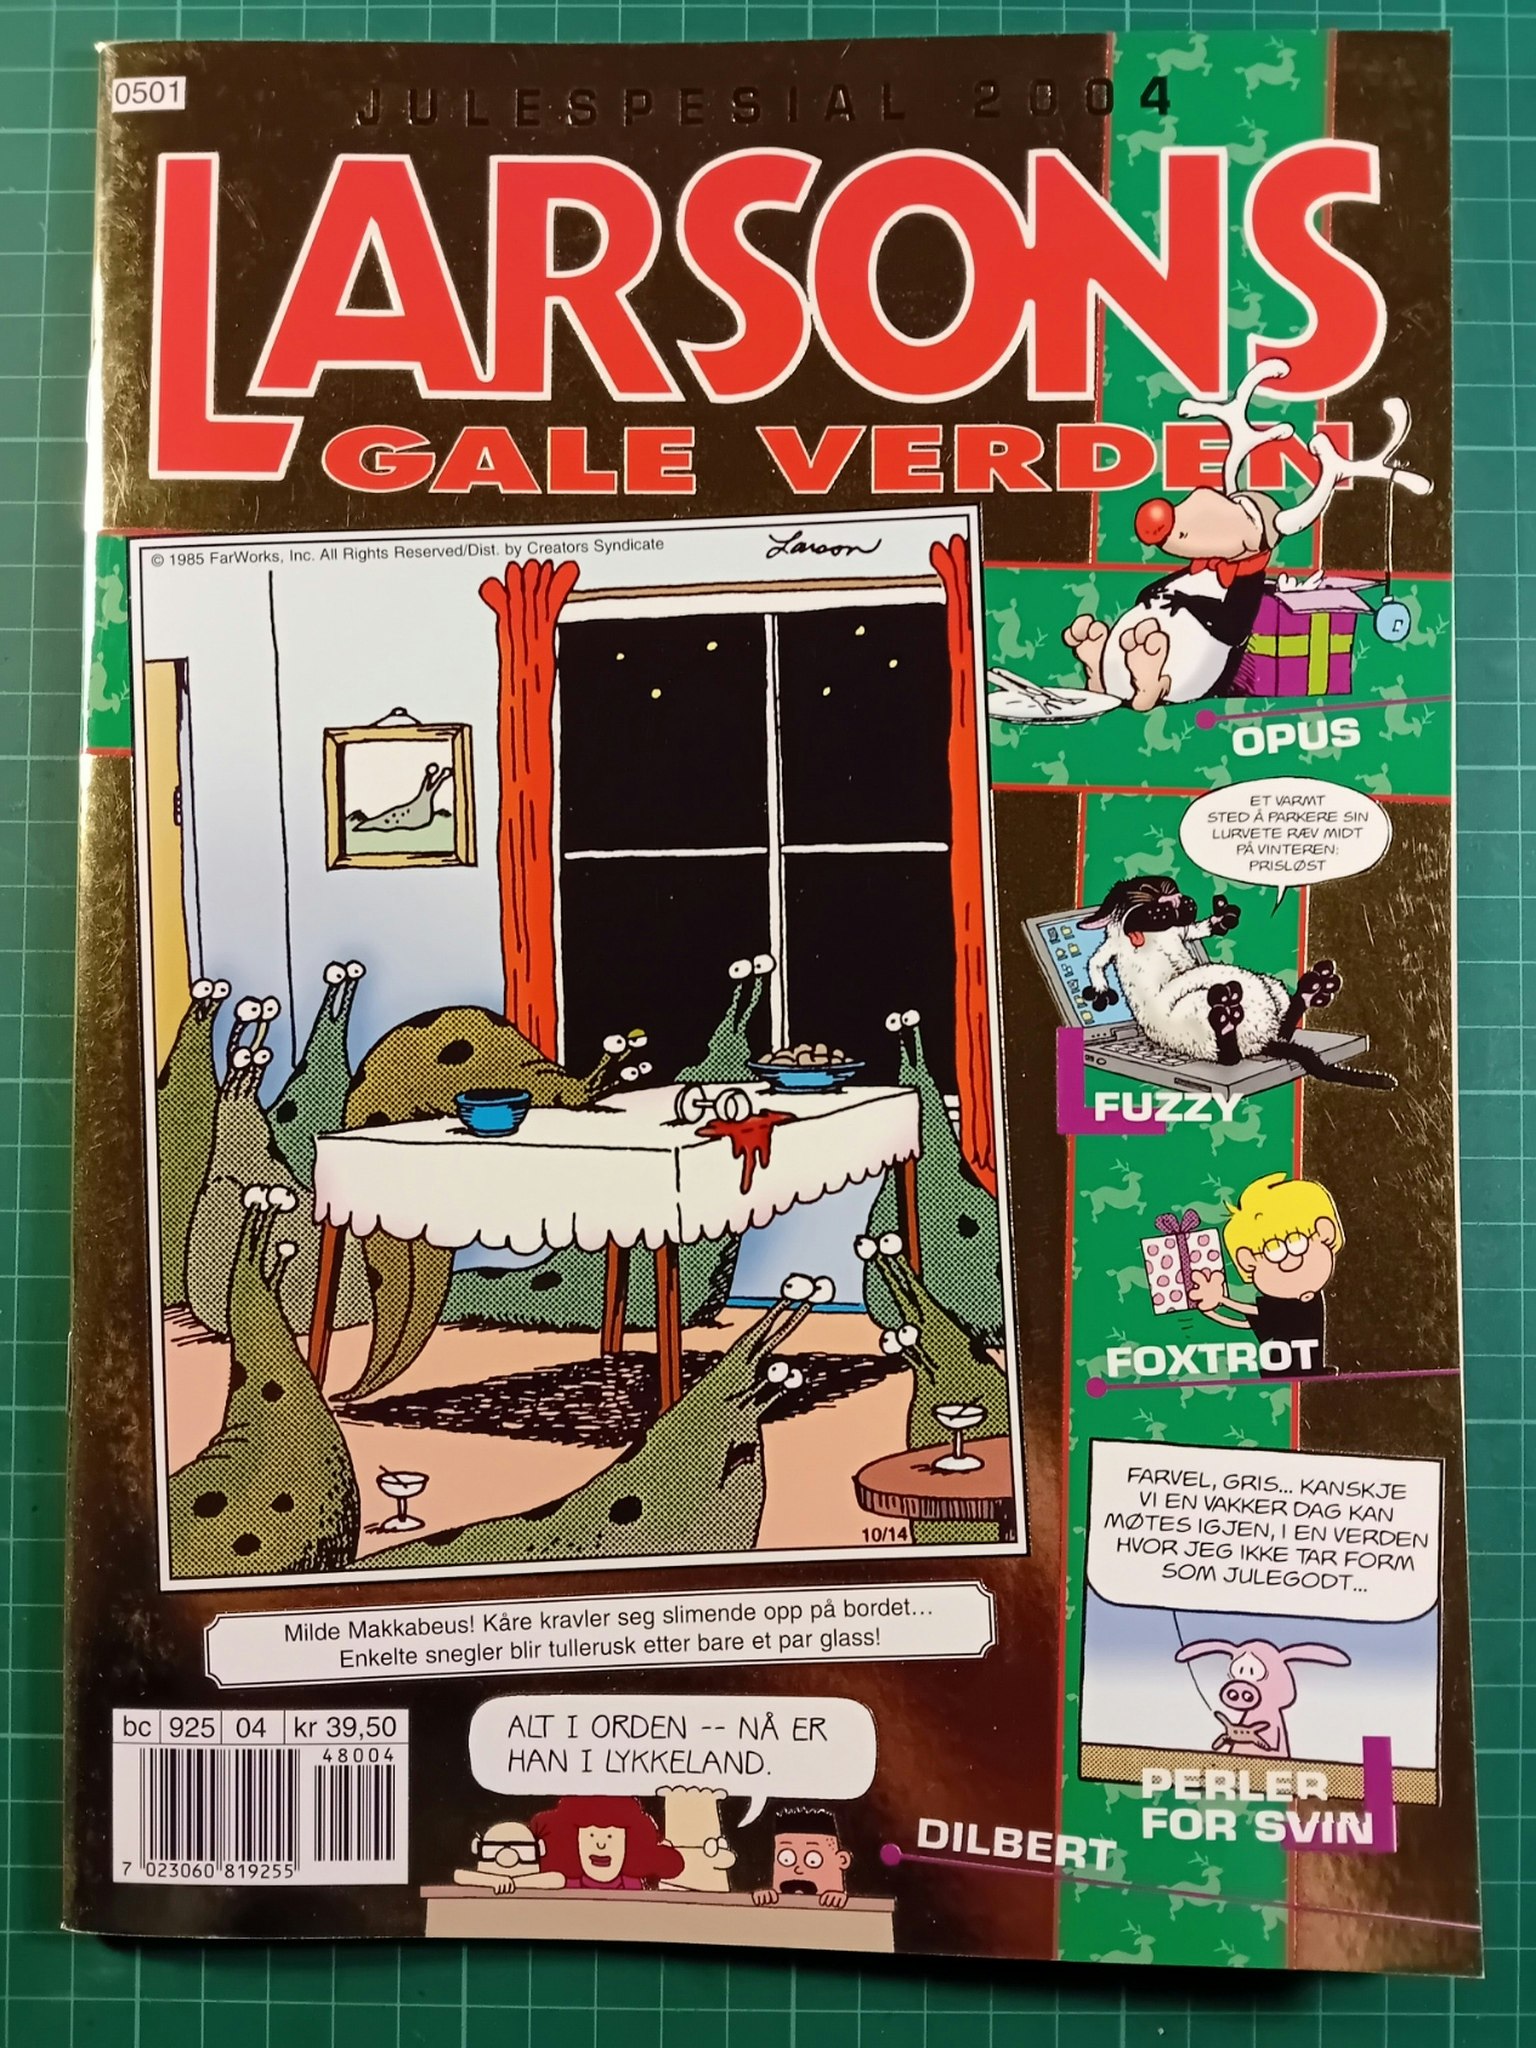 0501
JULESPESIAL 2004
LARSONS
GALE VERDEN
© 1985 FarWorks, Inc. All Rights Reserved/Dist. by Creators Syndicate
Larson
OPUS
ET VARMT
STED Å PARKERE SIN
LURVETE RÆV MIDT
PÅ VINTEREN:
PRISLØST
FUZZY
FOXTROT
FARVEL, GRIS... KANSKJE
VI EN VAKKER DAG KAN
MØTES IGJEN, I EN VERDEN
HVOR JEG IKKE TAR FORM
SOM JULEGODT...
PERLER
FOR SVIN
10/14
Milde Makkabeus! Kåre kravler seg slimende opp på bordet...
Enkelte snegler blir tullerusk etter bare et par glass!
bc 925 04 kr 39,50
48004
7 023060 819255
ALT I ORDEN -- NÅ ER
HAN I LYKKELAND.
DILBERT